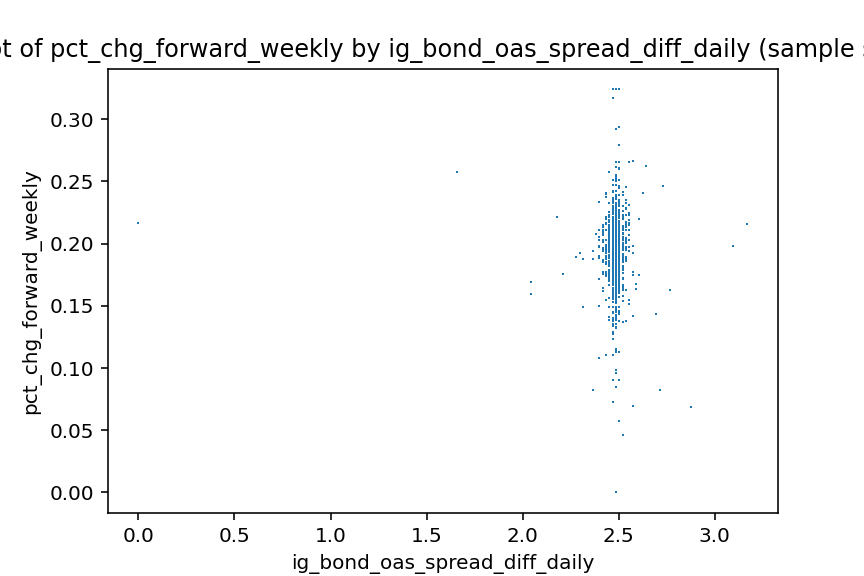 ot of pct_chg_forward_weekly by ig_bond_oas_spread_diff_daily (sample s
0.30
0.25
0.20
0.15
0.10
0.05
0.00
pct_chg_forward_weekly
0.0 0.5 1.0 1.5 2.0 2.5 3.0
ig_bond_oas_spread_diff_daily